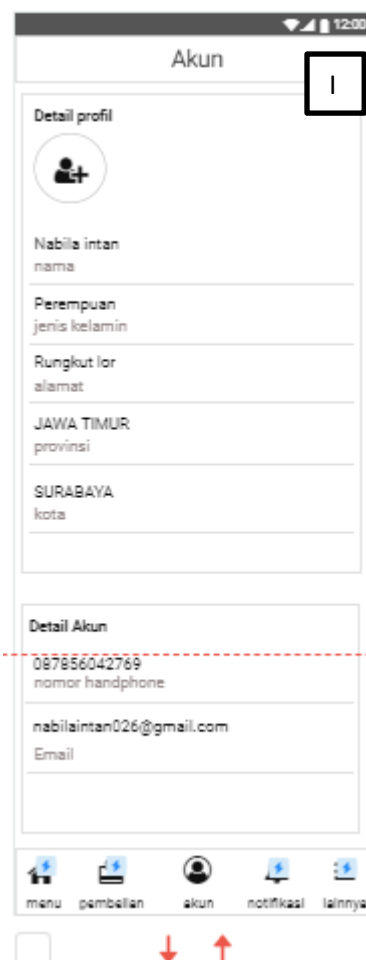 12:00
Akun
I
Detail profil
Nabila intan
nama
Perempuan
jenis kelamin
Rungkut lor
alamat
JAWA TIMUR
provinsi
SURABAYA
kota
Detail Akun
087856042769
nomor handphone
nabilaintan026@gmail.com
Email
menu pembelian akun notifikasi lainnya